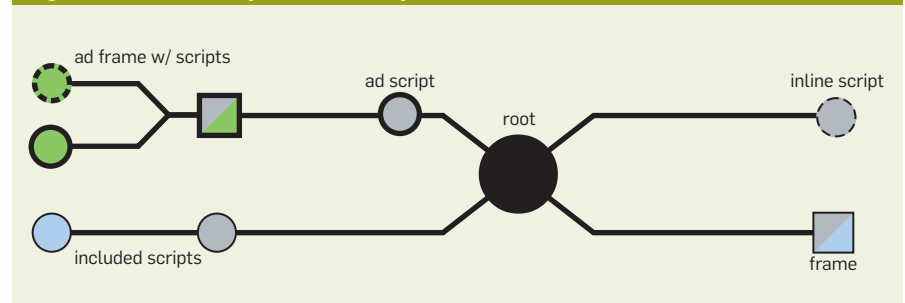 ad frame w/ scripts
ad script
inline script
root
included scripts
frame